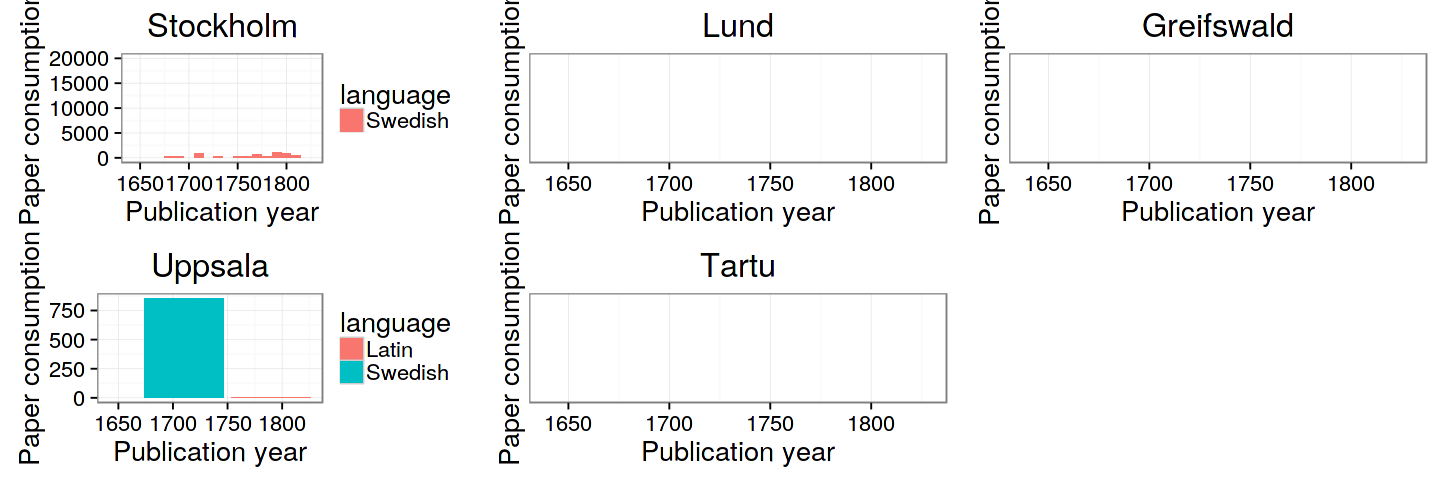 Stockholm
Paper consumption
20000
15000
10000
5000
0
1650 1700 1750 1800
Publication year
language
Swedish
Lund
Paper consumption
1650 1700 1750 1800
Publication year
Greifswald
Paper consumption
1650 1700 1750 1800
Publication year
Uppsala
Paper consumption
750
500
250
0
1650 1700 1750 1800
Publication year
language
Latin
Swedish
Tartu
Paper consumption
1650 1700 1750 1800
Publication year